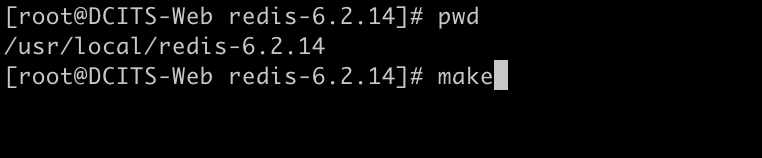 [root@DCITS-Web redis-6.2.14]# pwd
/usr/local/redis-6.2.14
[root@DCITS-Web redis-6.2.14]# make